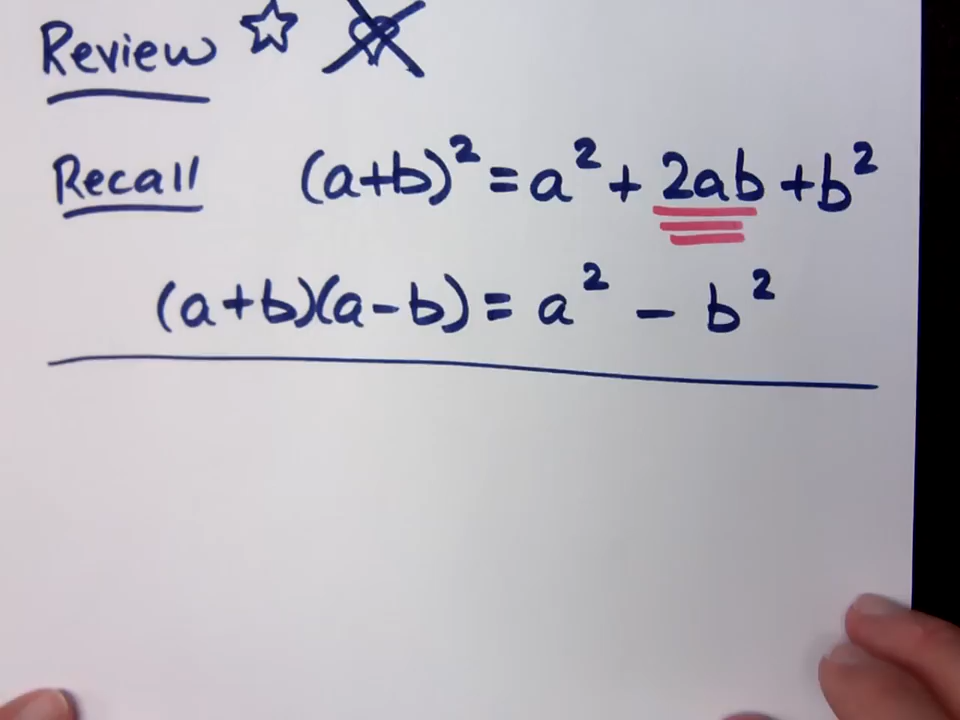 Review
Recall (a+b)² = a² + 2ab + b²
(a+b)(a-b) = a² - b²